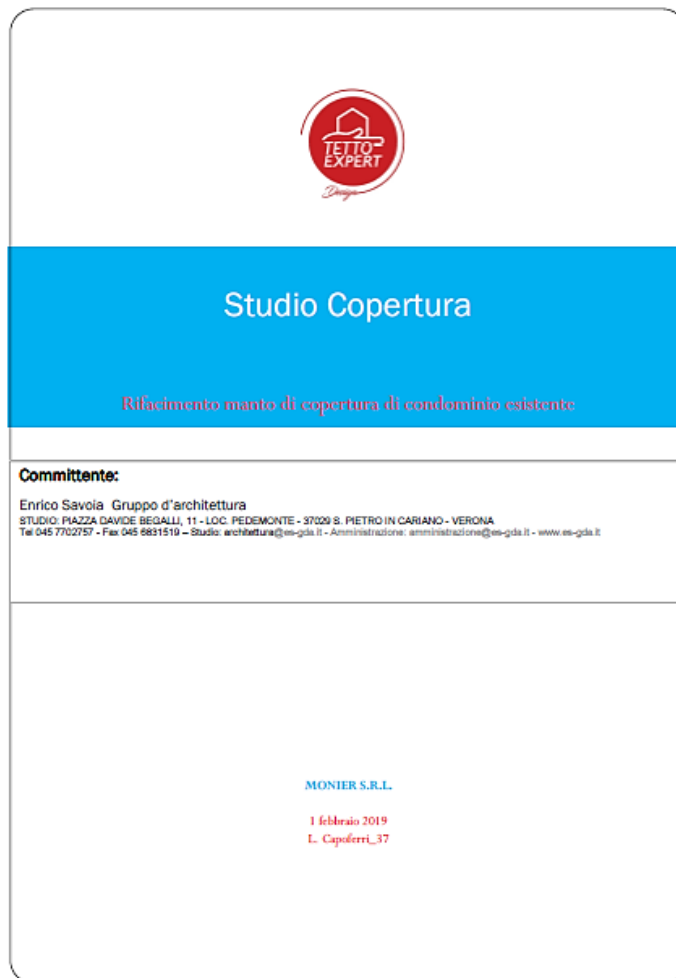 TETTO
EXPERT
Design
Studio Copertura
Rifacimento manto di copertura di condominio esistente
Committente:
Enrico Savoia Gruppo d'architettura
STUDIO: PIAZZA DAVIDE BEGALLI, 11 - LOC. PEDEMONTE - 37029 S. PIETRO IN CARIANO - VERONA
Tel 045 7702757 - Fax 045 6831519 – Studio: architettura@es-gda.it - Amministrazione: amministrazione@es-gda.it - www.es-gda.it
MONIER S.R.L.
1 febbraio 2019
L. Capoferri_37